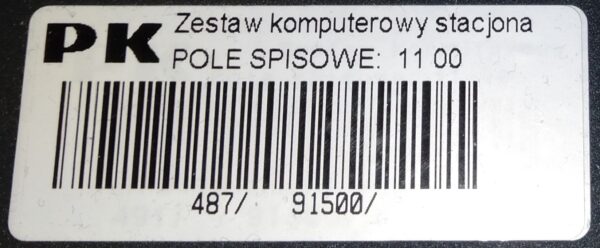 PK Zestaw komputerowy stacjona
POLE SPISOWE: 11 00
487/ 91500/